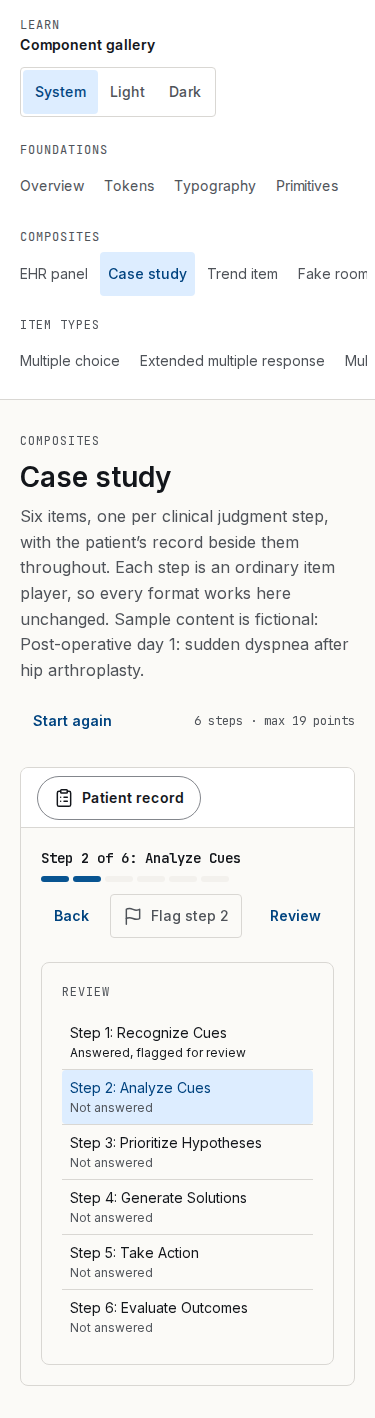 LEARN
Component gallery
System Light Dark
FOUNDATIONS
Overview Tokens Typography Primitives
COMPOSITES
EHR panel Case study Trend item Fake room
ITEM TYPES
Multiple choice Extended multiple response Mul
COMPOSITES
Case study
Six items, one per clinical judgment step,
with the patient’s record beside them
throughout. Each step is an ordinary item
player, so every format works here
unchanged. Sample content is fictional:
Post-operative day 1: sudden dyspnea after
hip arthroplasty.
Start again 6 steps · max 19 points
Patient record
Step 2 of 6: Analyze Cues
Back Flag step 2 Review
REVIEW
Step 1: Recognize Cues
Answered, flagged for review
Step 2: Analyze Cues
Not answered
Step 3: Prioritize Hypotheses
Not answered
Step 4: Generate Solutions
Not answered
Step 5: Take Action
Not answered
Step 6: Evaluate Outcomes
Not answered